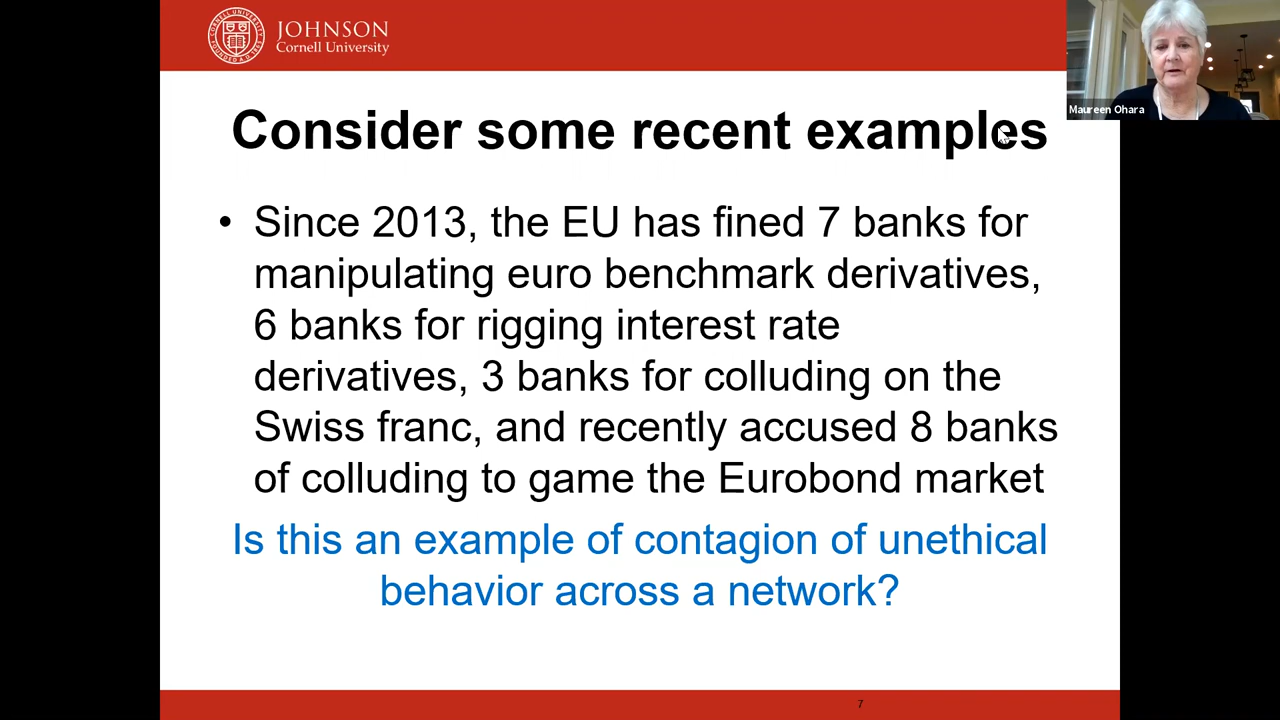 JOHNSON
Cornell University
Maureen Ohara
Consider some recent examples
• Since 2013, the EU has fined 7 banks for
manipulating euro benchmark derivatives,
6 banks for rigging interest rate
derivatives, 3 banks for colluding on the
Swiss franc, and recently accused 8 banks
of colluding to game the Eurobond market
Is this an example of contagion of unethical
behavior across a network?
7